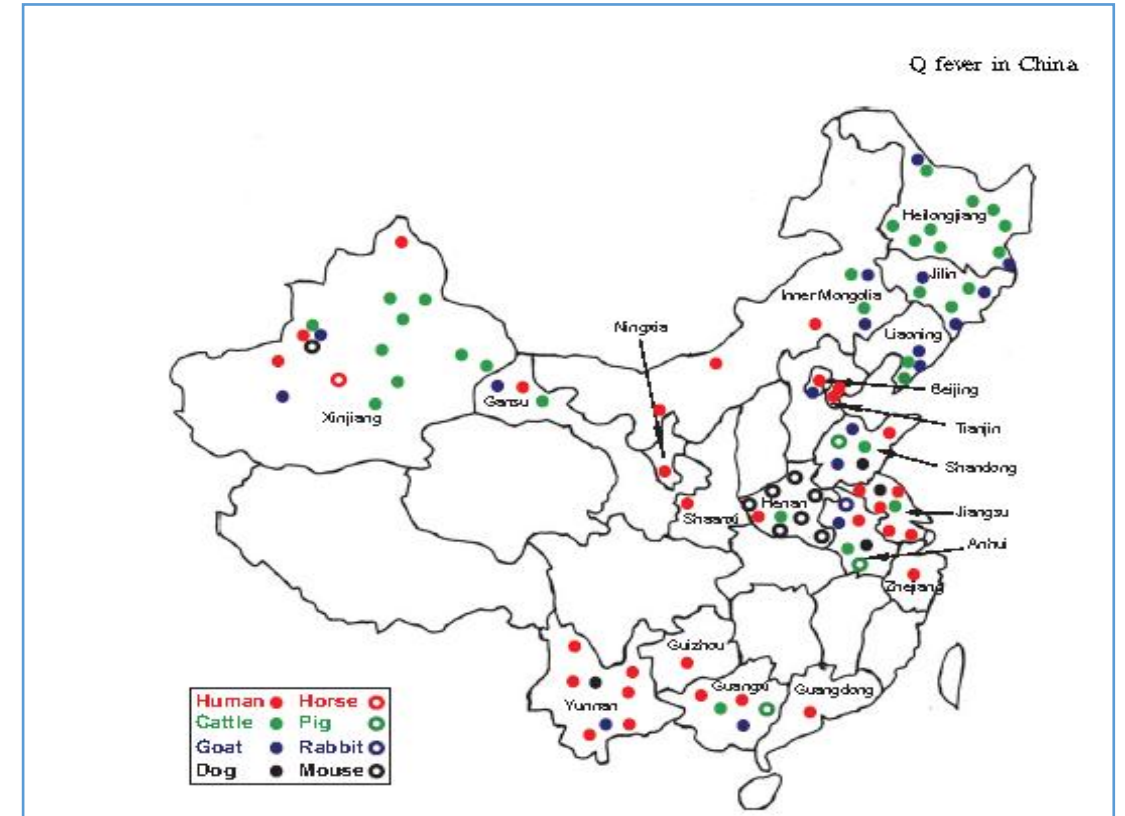 Q fever in China
Heilongjiang
Jilin
Inner Mongolia
Liaoning
Ningxia
Beijing
Gansu
Xinjiang
Tianjin
Shandong
Henan
Shaanxi
Jiangsu
Anhui
Zhejiang
Guizhou
Guangxi
Guangdong
Yunnan
Human Horse
Cattle Pig
Goat Rabbit
Dog Mouse